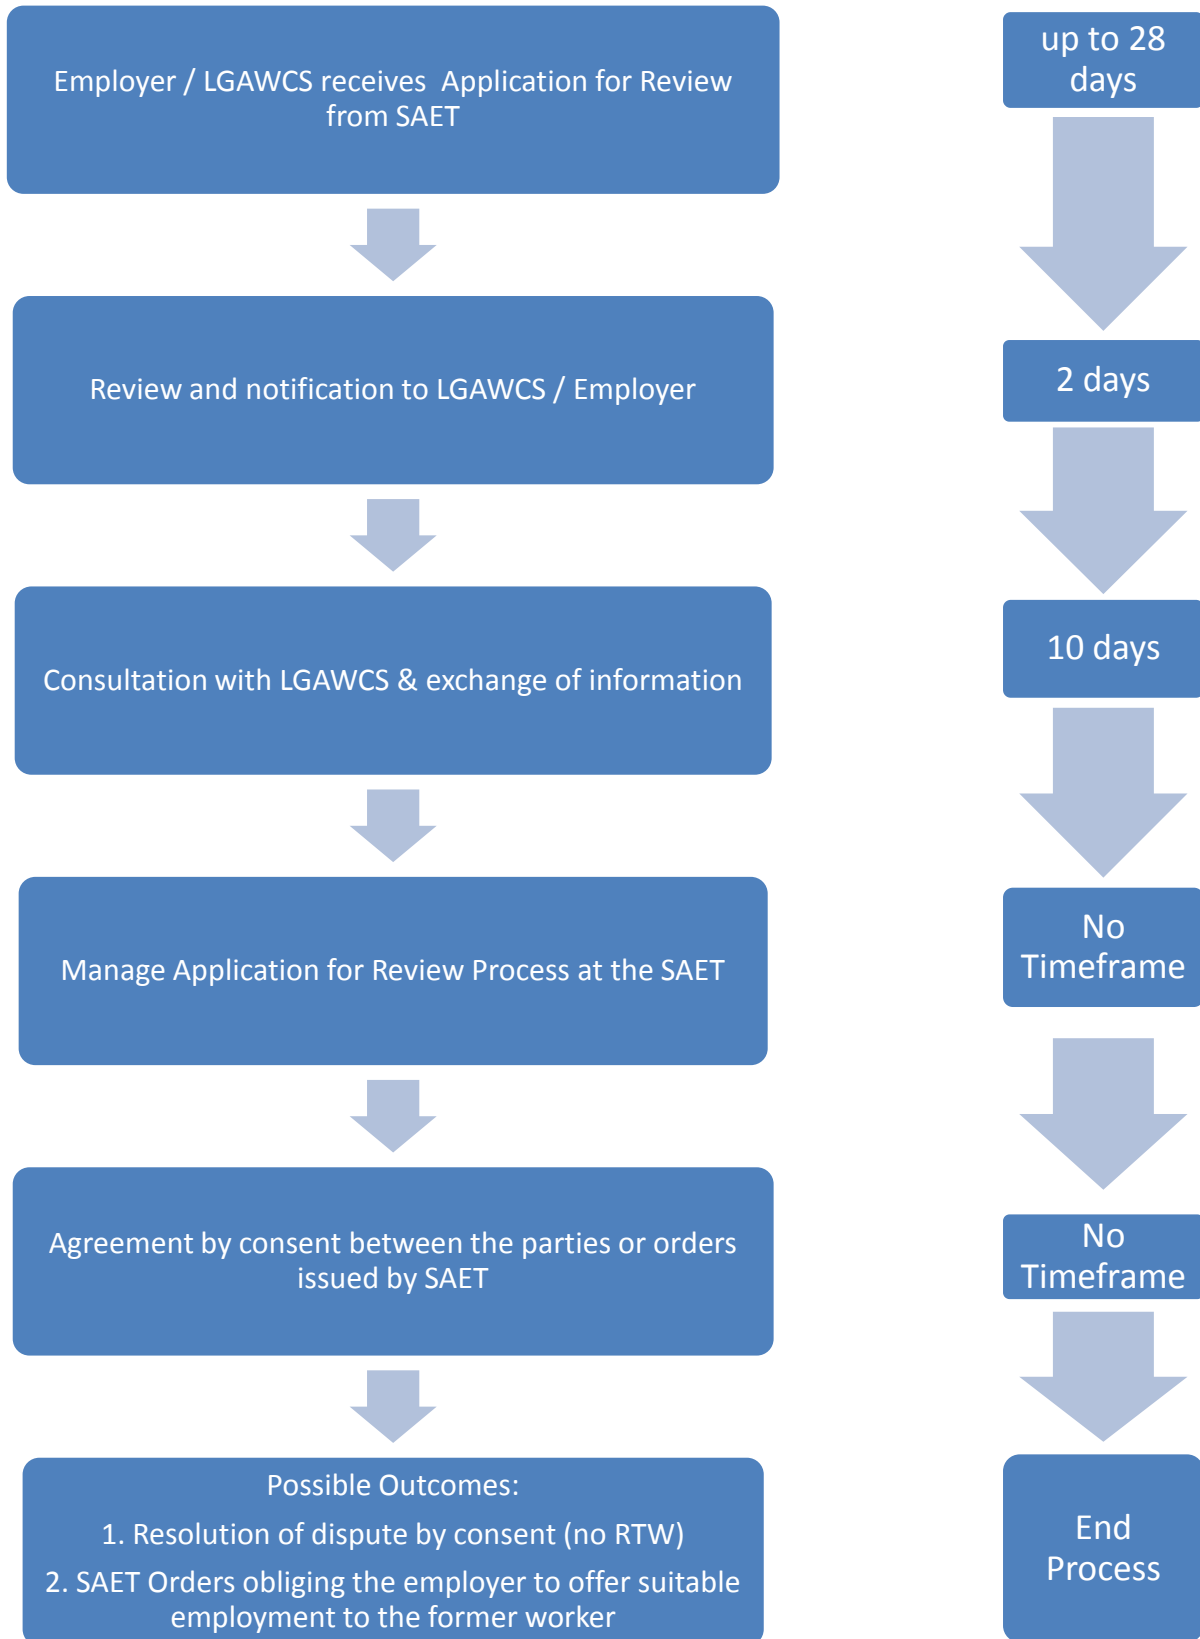 Employer / LGAWCS receives Application for Review
from SAET
up to 28
days
Review and notification to LGAWCS / Employer
2 days
Consultation with LGAWCS & exchange of information
10 days
Manage Application for Review Process at the SAET
No
Timeframe
Agreement by consent between the parties or orders
issued by SAET
No
Timeframe
Possible Outcomes:
1. Resolution of dispute by consent (no RTW)
2. SAET Orders obliging the employer to offer suitable
employment to the former worker
End
Process